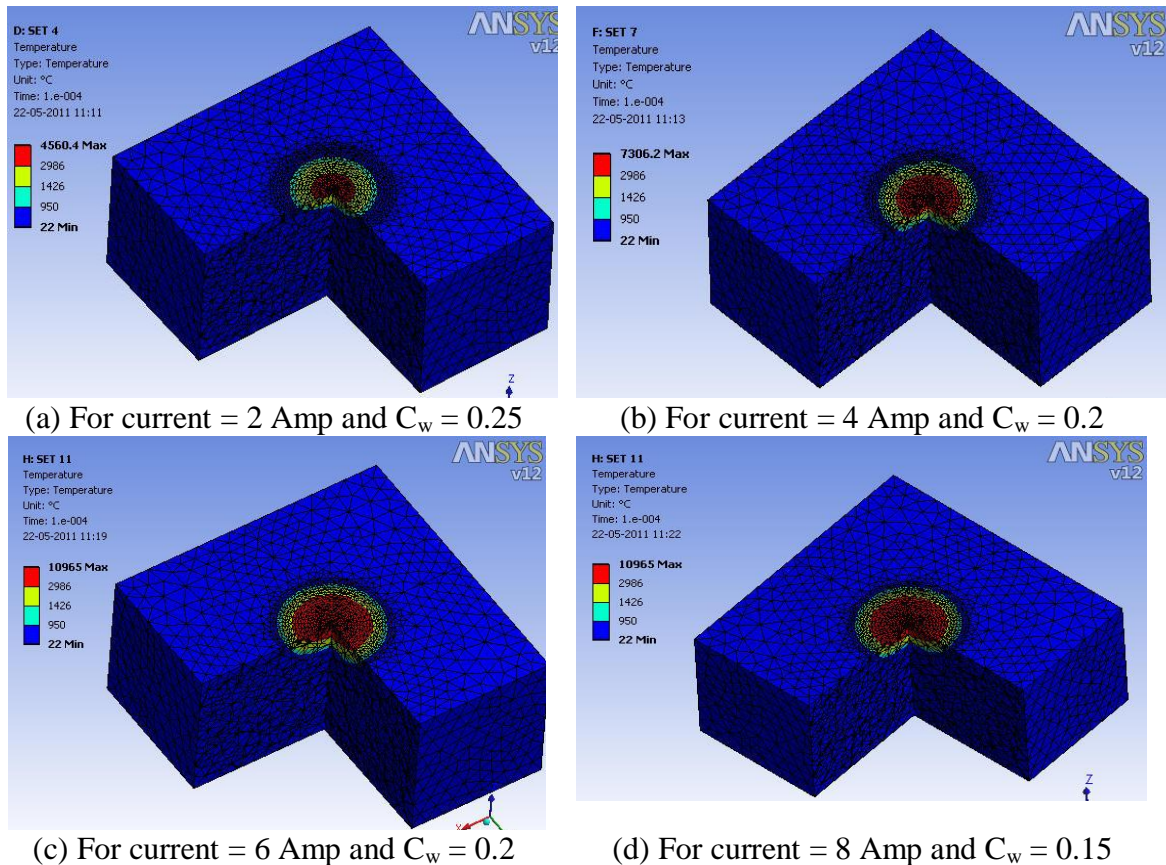 D: SET 4
Temperature
Type: Temperature
Unit: °C
Time: 1.e-004
22-05-2011 11:11
4560.4 Max
2986
1426
950
22 Min
ANSYS
v12
Z
(a) For current = 2 Amp and C_w = 0.25
F: SET 7
Temperature
Type: Temperature
Unit: °C
Time: 1.e-004
22-05-2011 11:13
7306.2 Max
2986
1426
950
22 Min
ANSYS
v12
(b) For current = 4 Amp and C_w = 0.2
H: SET 11
Temperature
Type: Temperature
Unit: °C
Time: 1.e-004
22-05-2011 11:19
10965 Max
2986
1426
950
22 Min
ANSYS
v12
(c) For current = 6 Amp and C_w = 0.2
H: SET 11
Temperature
Type: Temperature
Unit: °C
Time: 1.e-004
22-05-2011 11:22
10965 Max
2986
1426
950
22 Min
ANSYS
v12
Z
(d) For current = 8 Amp and C_w = 0.15